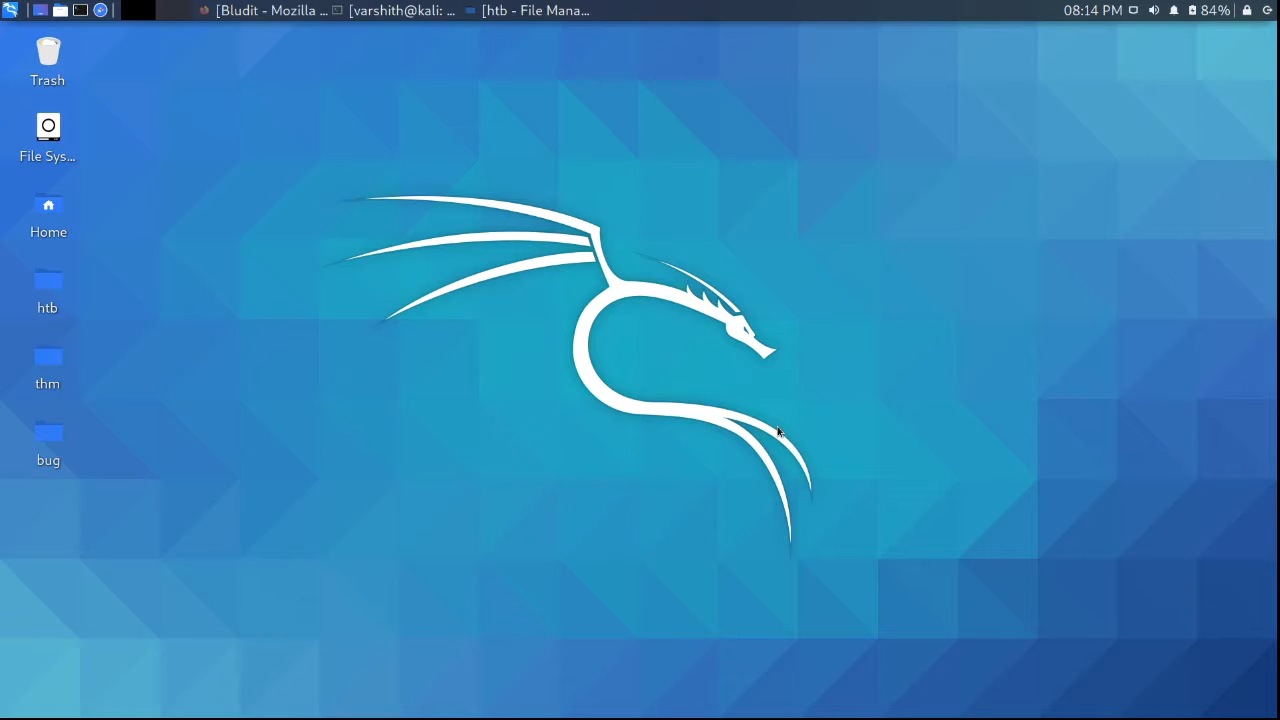 [Bludit - Mozilla ... [varshith@kali: ... [htb - File Mana... 08:14 PM 84%
Trash
File Sys...
Home
htb
thm
bug